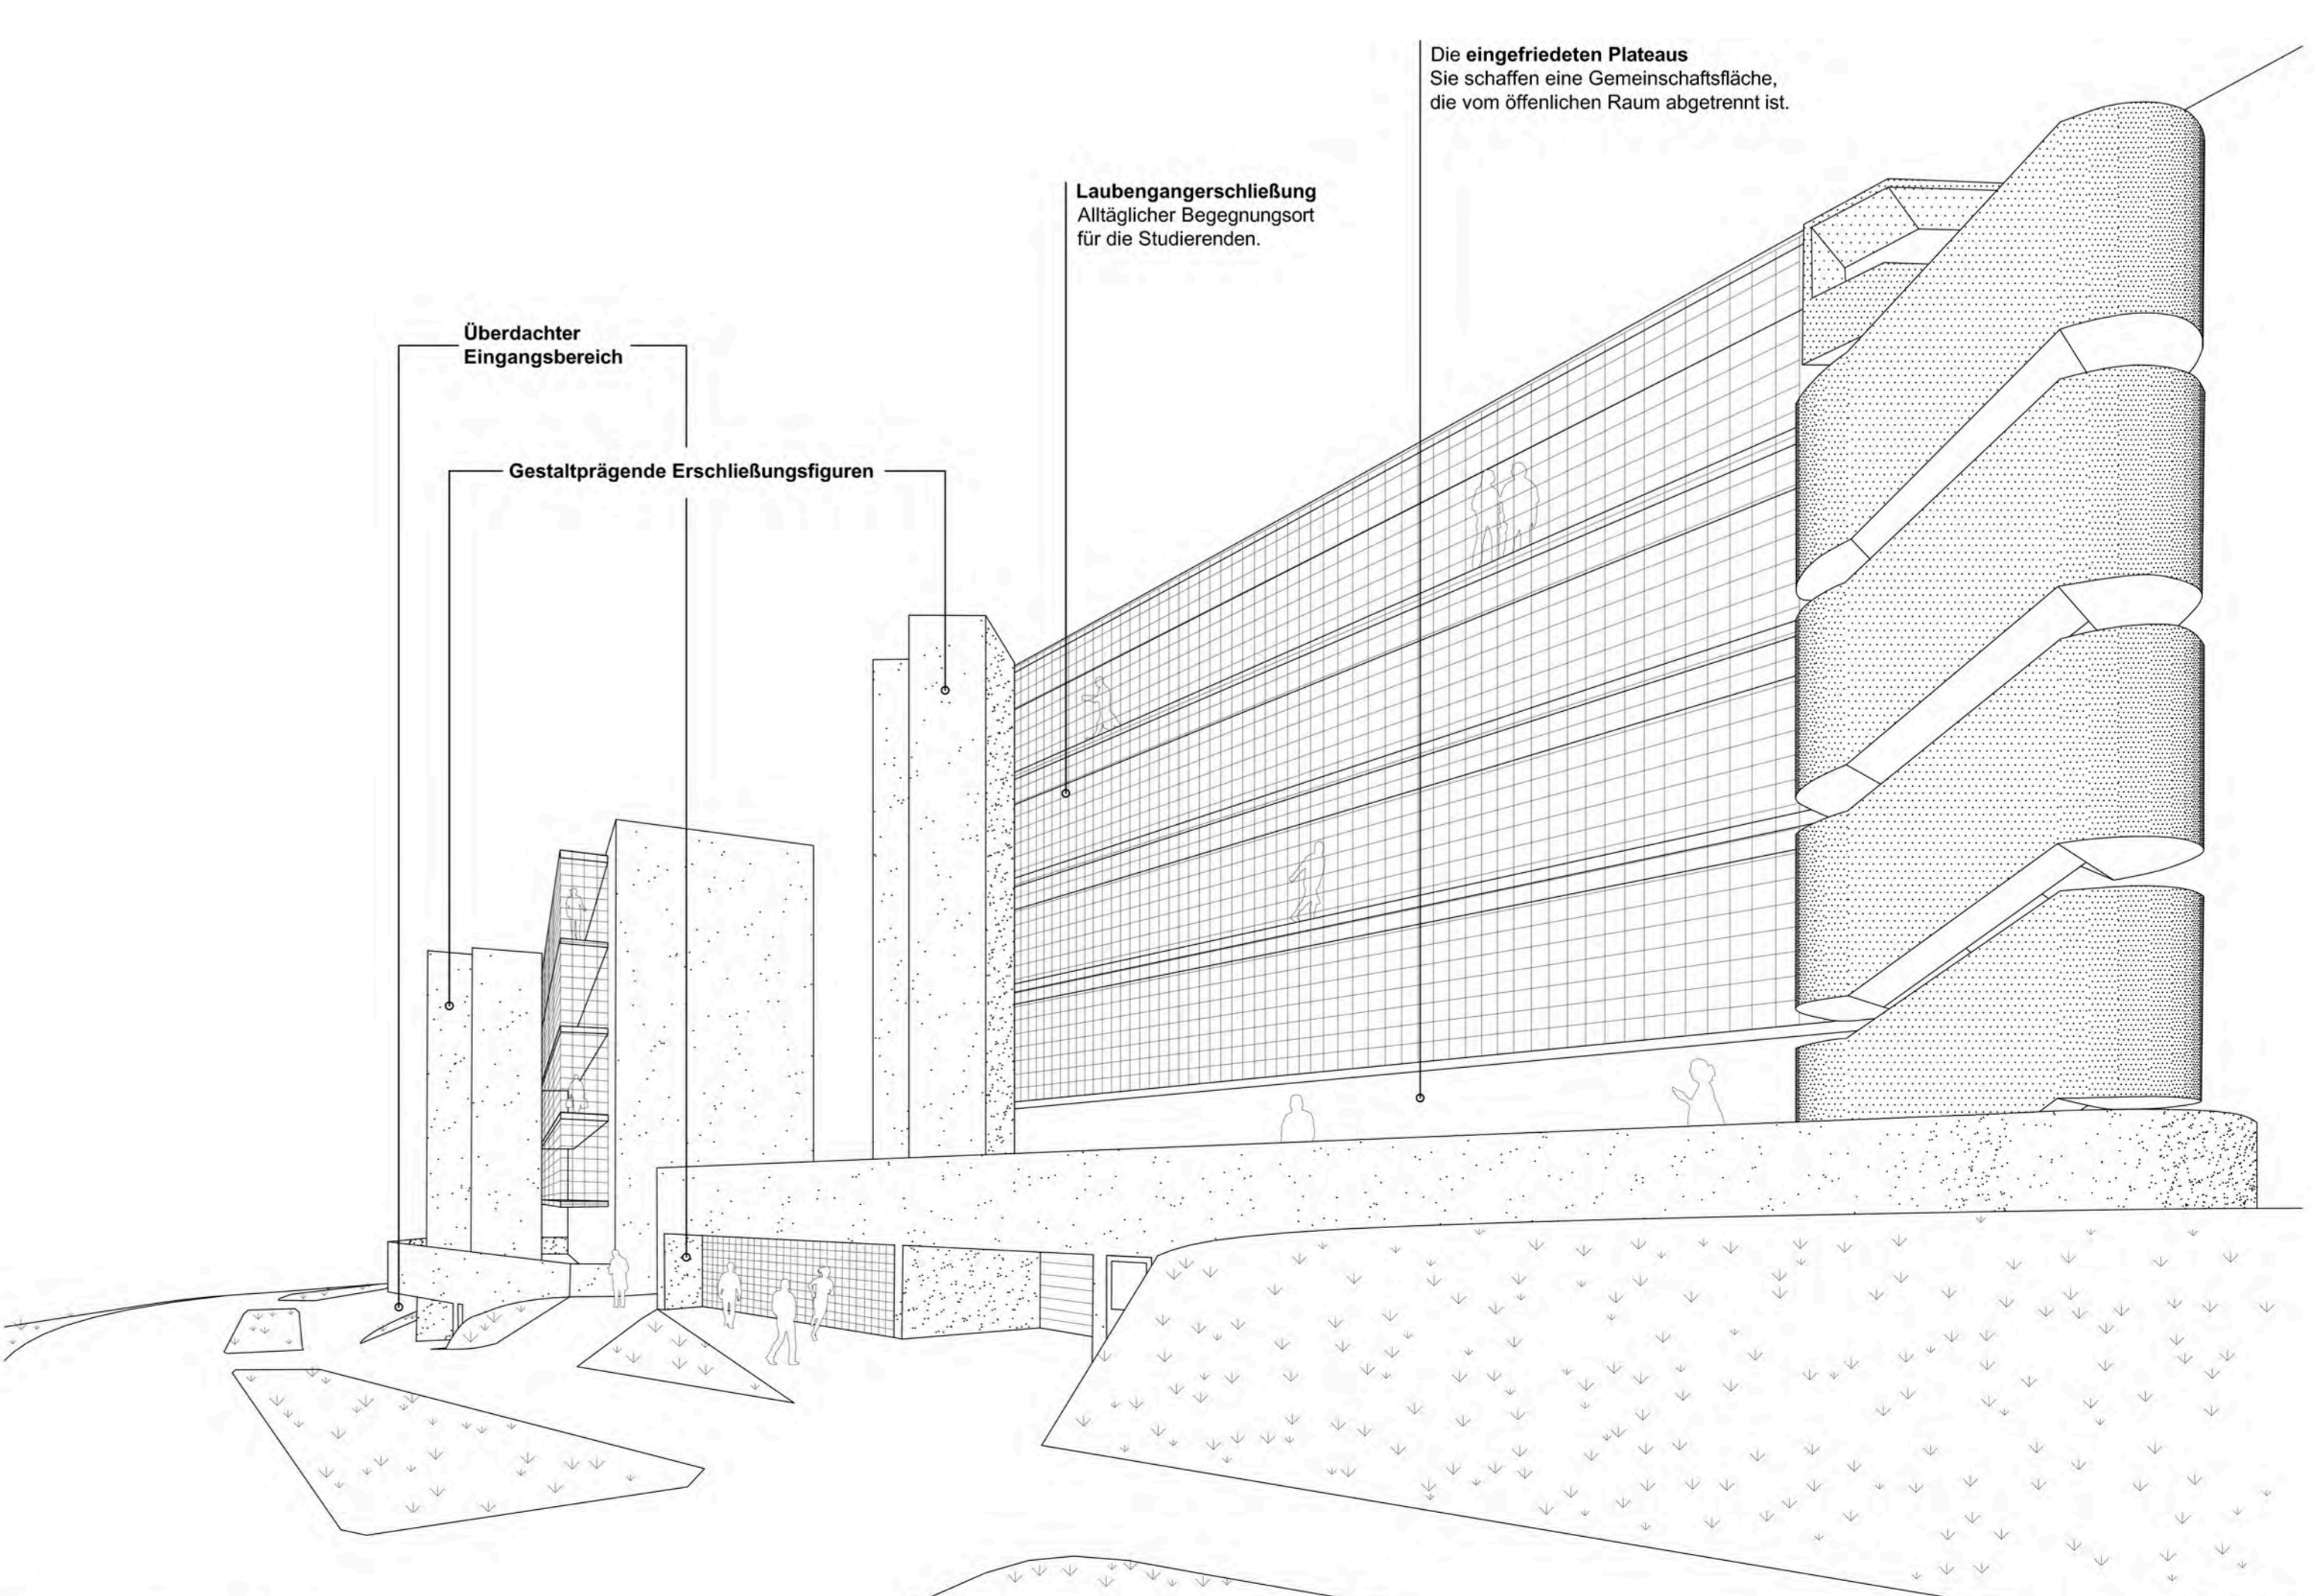 Die eingefriedeten Plateaus
Sie schaffen eine Gemeinschaftsfläche,
die vom öffenlichen Raum abgetrennt ist.
Laubengangerschließung
Alltäglicher Begegnungsort
für die Studierenden.
Überdachter
Eingangsbereich
Gestaltprägende Erschließungsfiguren